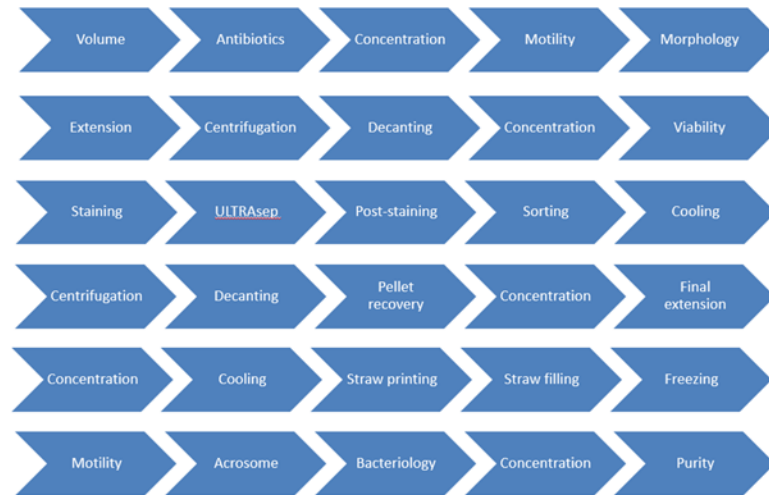 Volume
Antibiotics
Concentration
Motility
Morphology
Extension
Centrifugation
Decanting
Concentration
Viability
Staining
ULTRAsep
Post-staining
Sorting
Cooling
Centrifugation
Decanting
Pellet
recovery
Concentration
Final
extension
Concentration
Cooling
Straw printing
Straw filling
Freezing
Motility
Acrosome
Bacteriology
Concentration
Purity